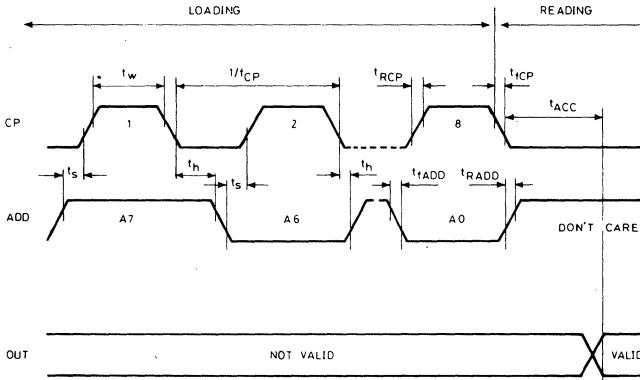 LOADING
READING
tw
1/fCP
tRCP
tfCP
tACC
CP
1
2
8
ts
th
ts
th
tfADD
tRADD
ADD
A7
A6
A0
DON'T CARE
OUT
NOT VALID
VALID